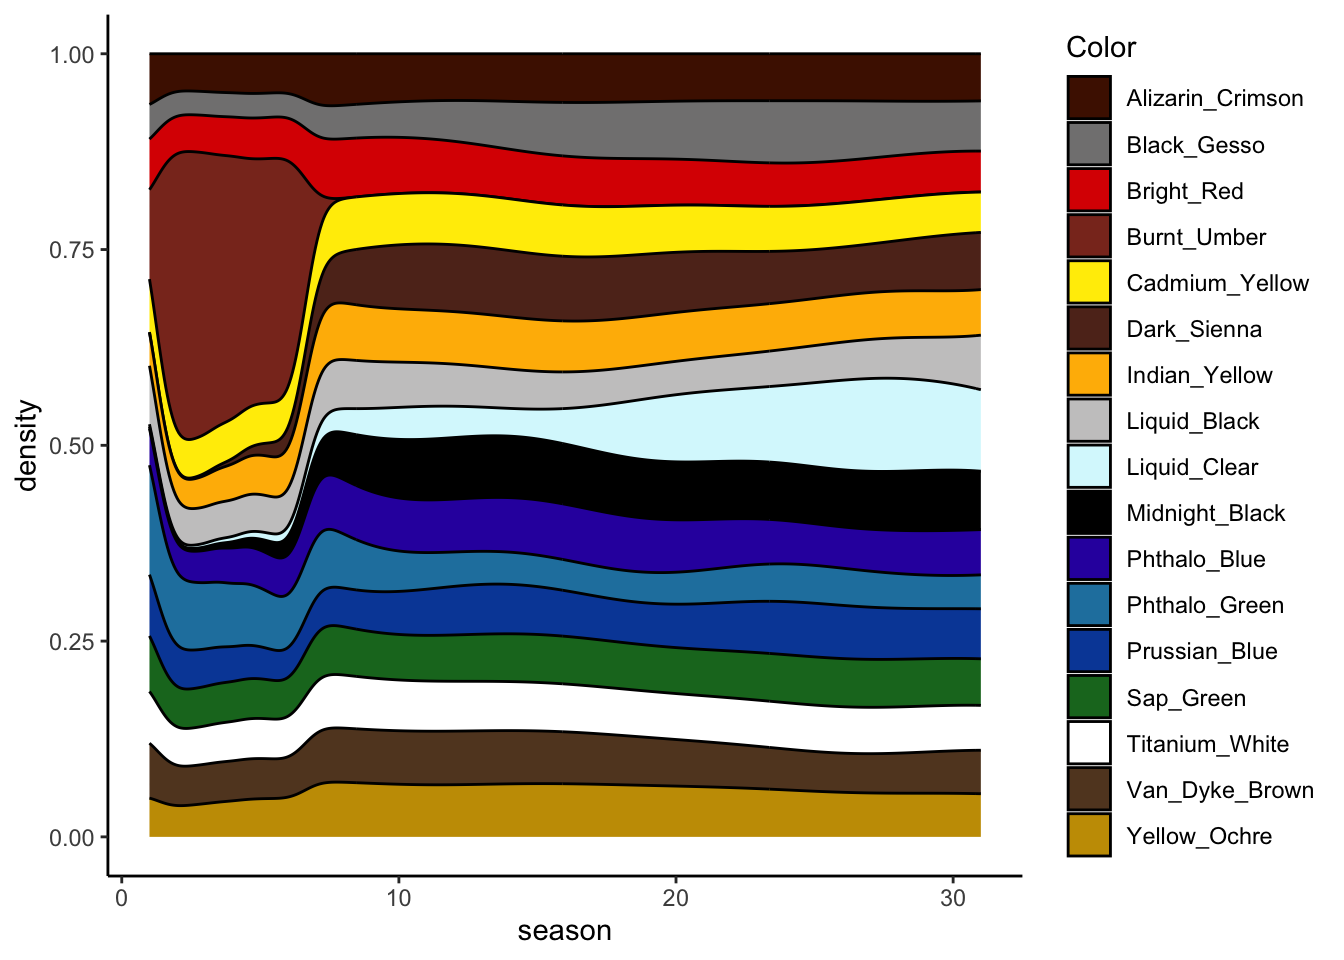 1.00
0.75
0.50
0.25
0.00
density
0
10
20
30
season
Color
Alizarin_Crimson
Black_Gesso
Bright_Red
Burnt_Umber
Cadmium_Yellow
Dark_Sienna
Indian_Yellow
Liquid_Black
Liquid_Clear
Midnight_Black
Phthalo_Blue
Phthalo_Green
Prussian_Blue
Sap_Green
Titanium_White
Van_Dyke_Brown
Yellow_Ochre